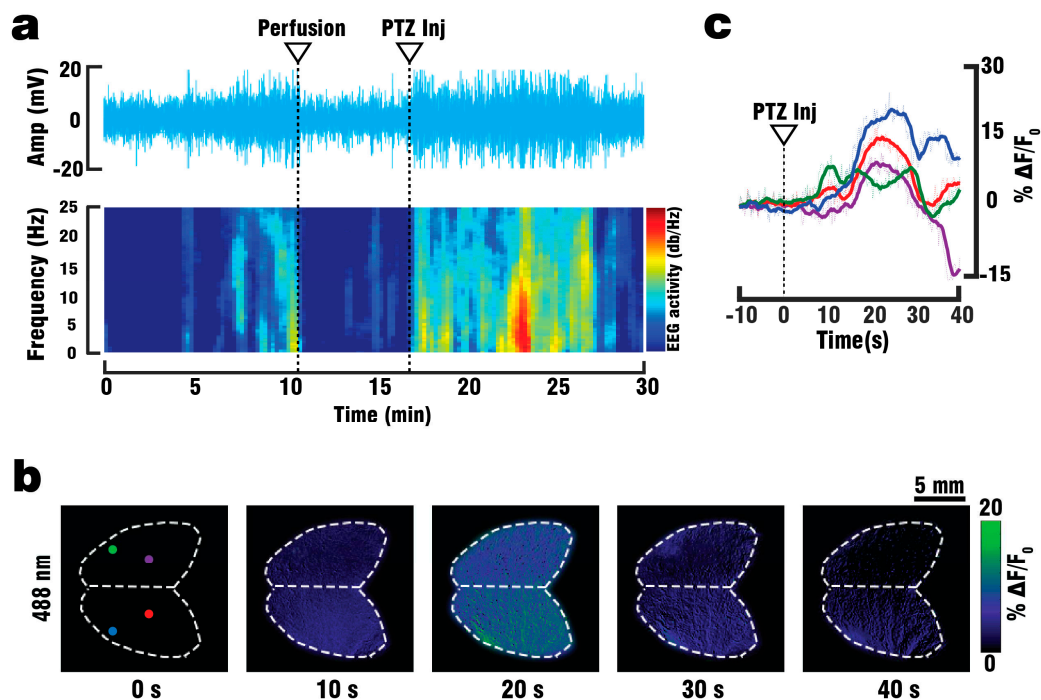 a
Perfusion
PTZ Inj
Amp (mV)
20
0
-20
Frequency (Hz)
25
20
15
10
5
0
EEG activity (db/Hz)
0
5
10
15
20
25
30
Time (min)
c
PTZ Inj
30
15
0
-15
% ΔF/F0
-10
0
10
20
30
40
Time(s)
b
5 mm
488 nm
20
0
% ΔF/F0
0 s
10 s
20 s
30 s
40 s